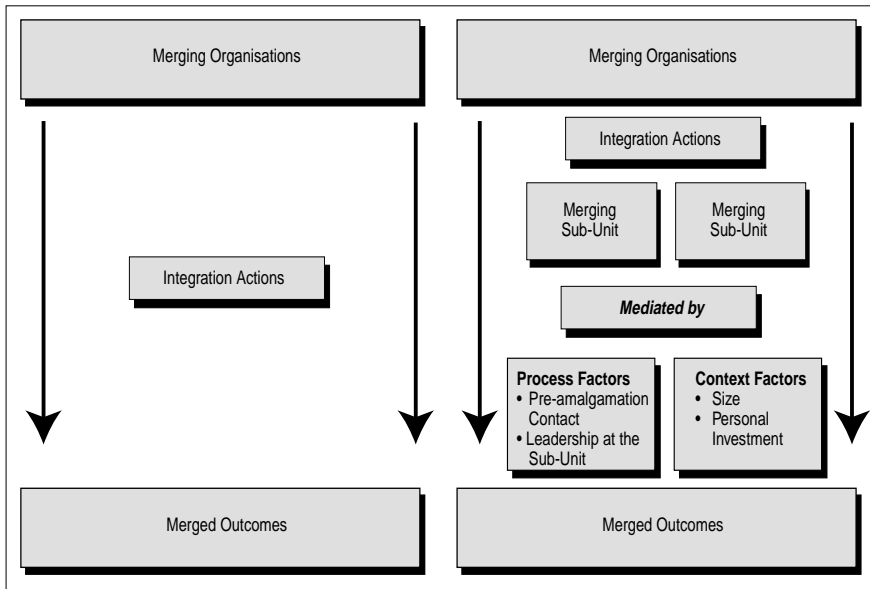 Merging Organisations
Integration Actions
Merged Outcomes
Merging Organisations
Integration Actions
Merging
Sub-Unit
Merging
Sub-Unit
Mediated by
Process Factors
• Pre-amalgamation
Contact
• Leadership at the
Sub-Unit
Context Factors
• Size
• Personal
Investment
Merged Outcomes